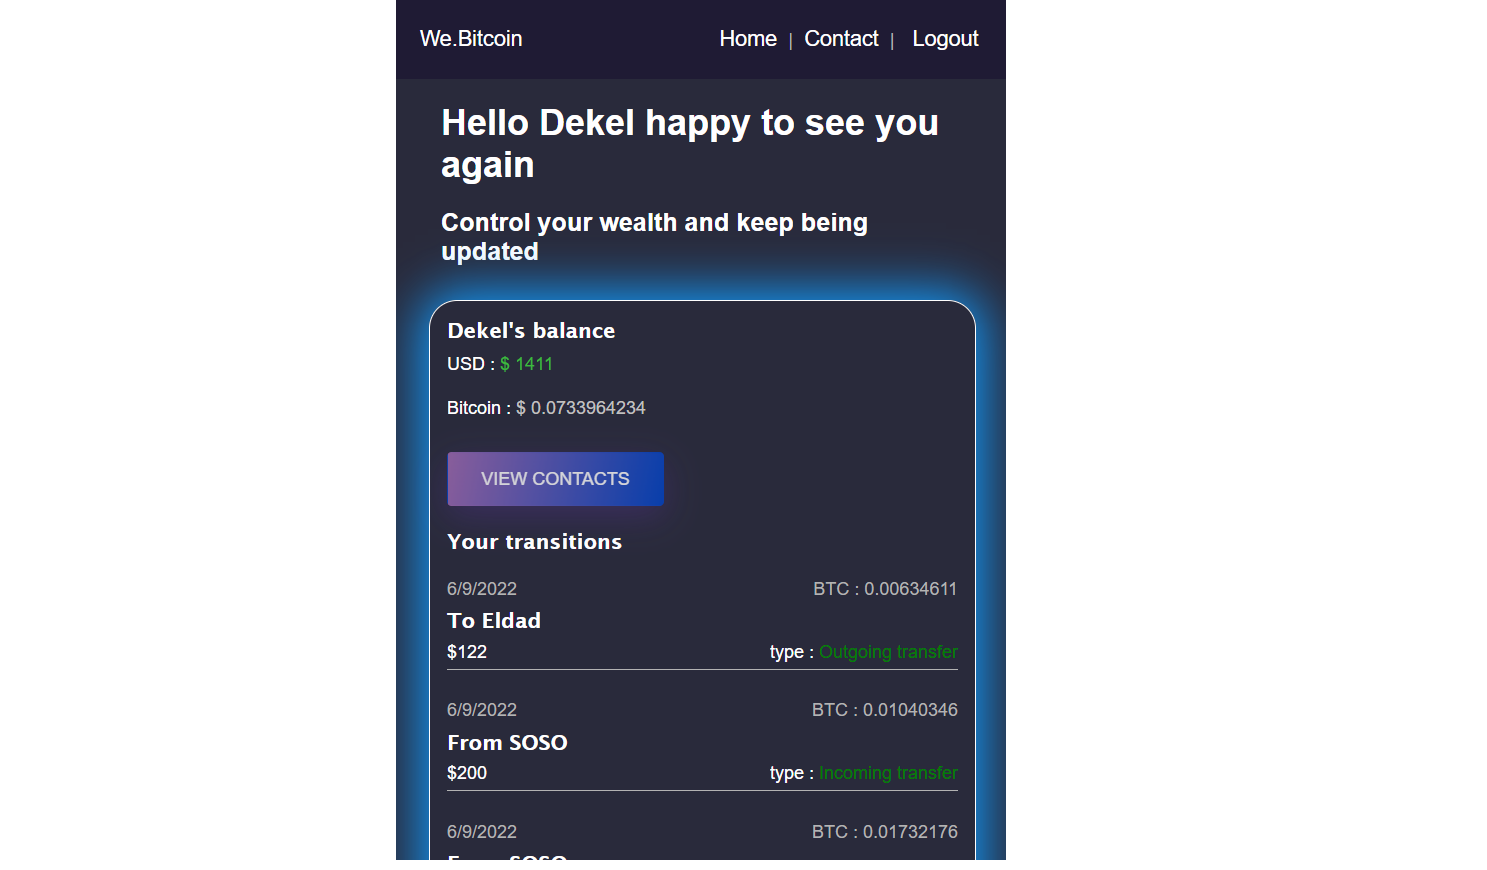 We.Bitcoin Home | Contact | Logout
Hello Dekel happy to see you
again
Control your wealth and keep being
updated
Dekel's balance
USD : $ 1411
Bitcoin : $ 0.0733964234
VIEW CONTACTS
Your transitions
6/9/2022 BTC : 0.00634611
To Eldad
$122 type : Outgoing transfer
6/9/2022 BTC : 0.01040346
From SOSO
$200 type : Incoming transfer
6/9/2022 BTC : 0.01732176
From SOSO